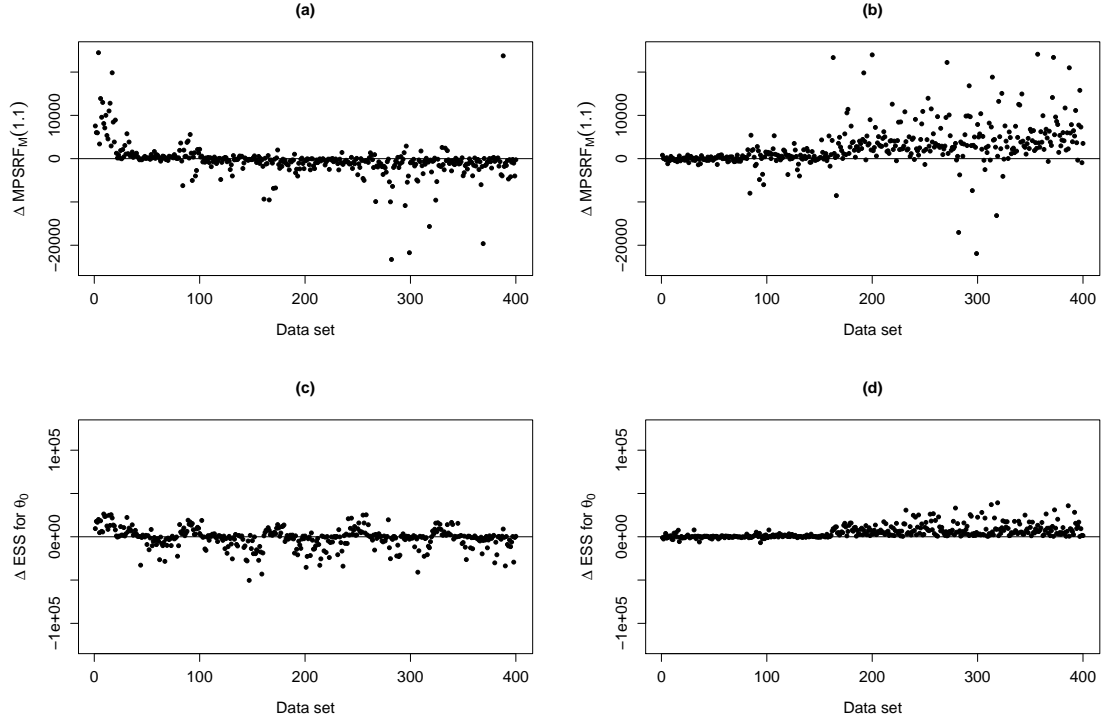 (a)
Δ MPSRF_M(1.1)
10000
0
−20000
0
100
200
300
400
Data set
(b)
Δ MPSRF_M(1.1)
10000
0
−20000
0
100
200
300
400
Data set
(c)
Δ ESS for θ₀
1e+05
0e+00
−1e+05
0
100
200
300
400
Data set
(d)
Δ ESS for θ₀
1e+05
0e+00
−1e+05
0
100
200
300
400
Data set